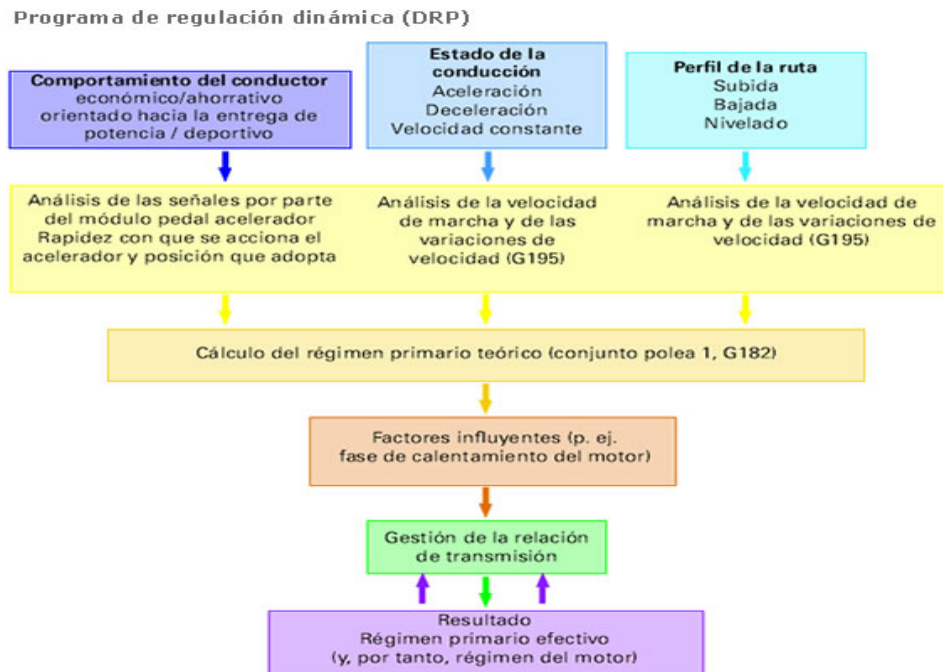 Programa de regulación dinámica (DRP)
Comportamiento del conductor
económico/ahorrativo
orientado hacia la entrega de
potencia / deportivo
Estado de la
conducción
Aceleración
Deceleración
Velocidad constante
Perfil de la ruta
Subida
Bajada
Nivelado
Análisis de las señales por parte
del módulo pedal acelerador
Rapidez con que se acciona el
acelerador y posición que adopta
Análisis de la velocidad
de marcha y de las
variaciones de
velocidad (G195)
Análisis de la velocidad de
marcha y de las variaciones de
velocidad (G195)
Cálculo del régimen primario teórico (conjunto polea 1, G182)
Factores influyentes (p. ej.
fase de calentamiento del motor)
Gestión de la relación
de transmisión
Resultado
Régimen primario efectivo
(y, por tanto, régimen del motor)